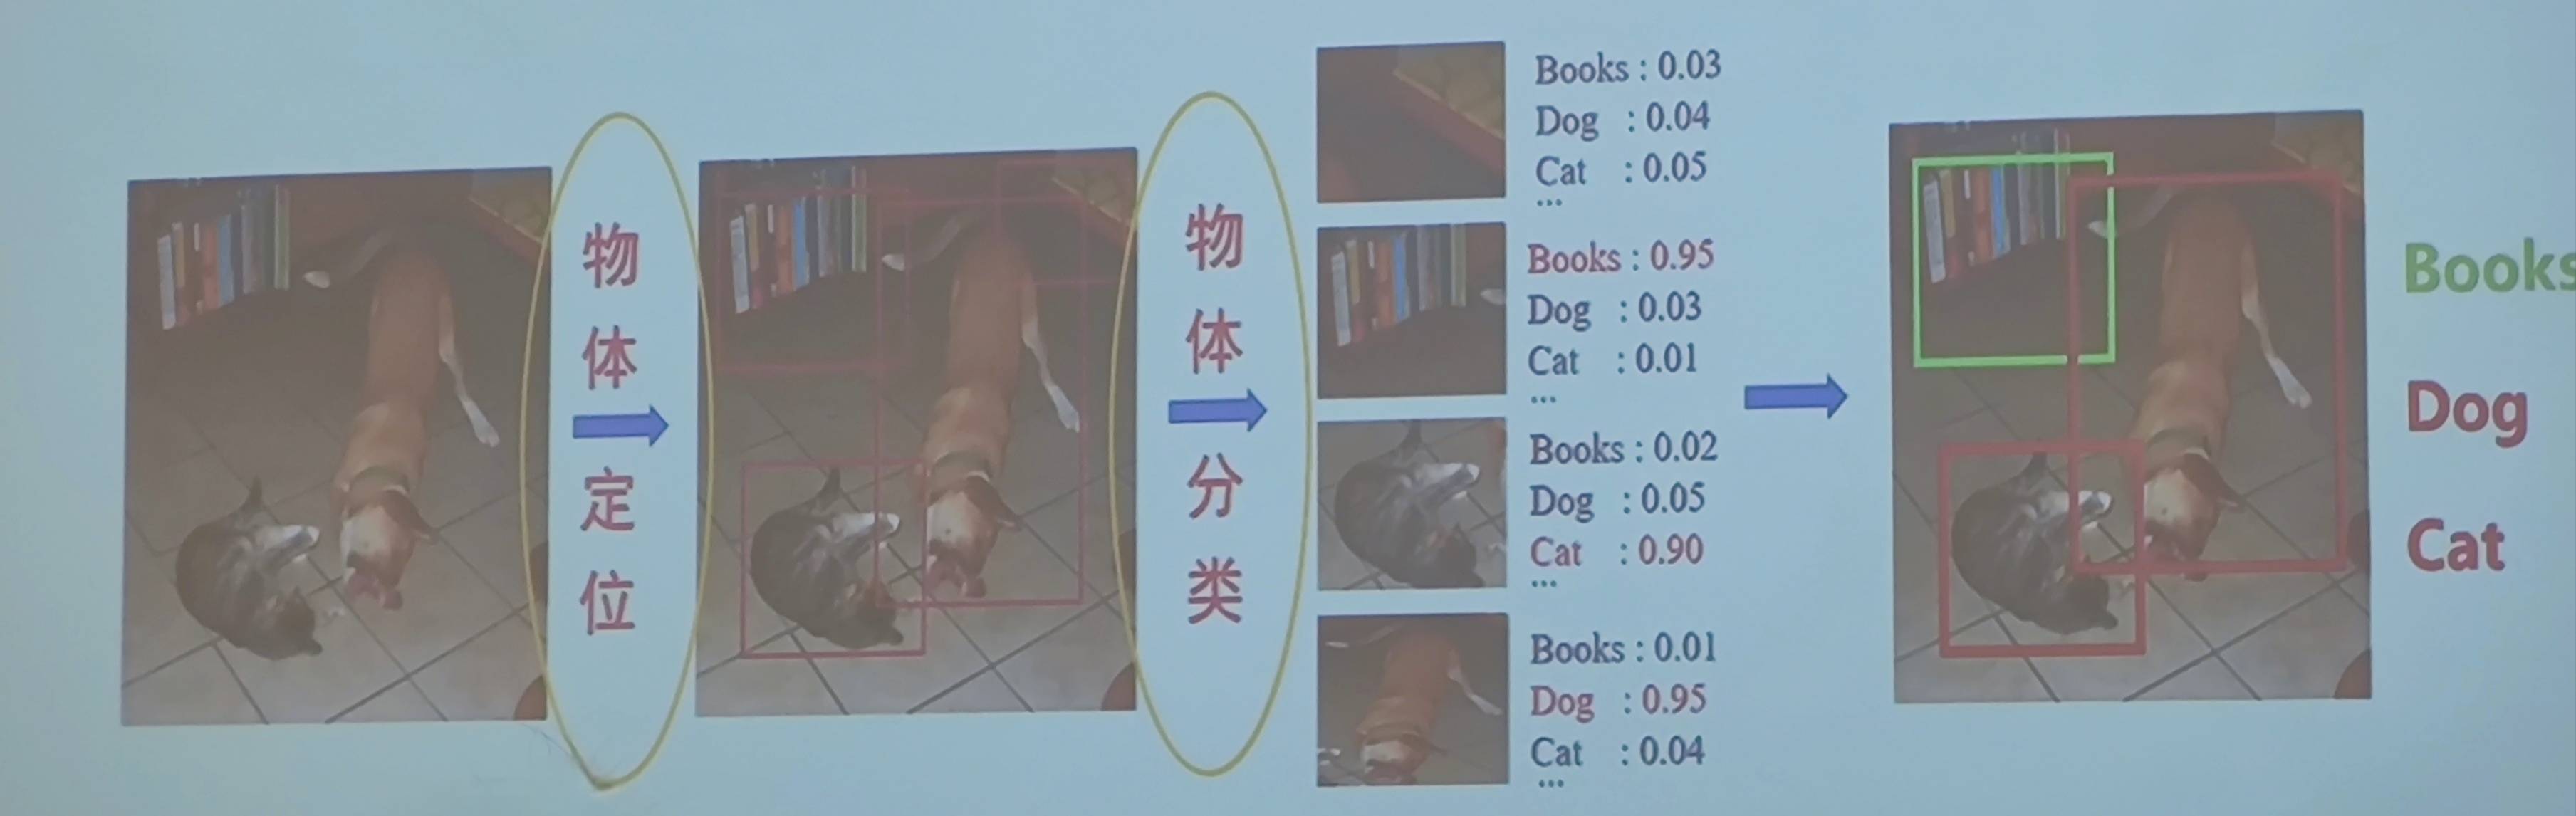 物体定位
物体分类
Books : 0.03
Dog : 0.04
Cat : 0.05
...
Books : 0.95
Dog : 0.03
Cat : 0.01
...
Books : 0.02
Dog : 0.05
Cat : 0.90
...
Books : 0.01
Dog : 0.95
Cat : 0.04
...
Books
Dog
Cat